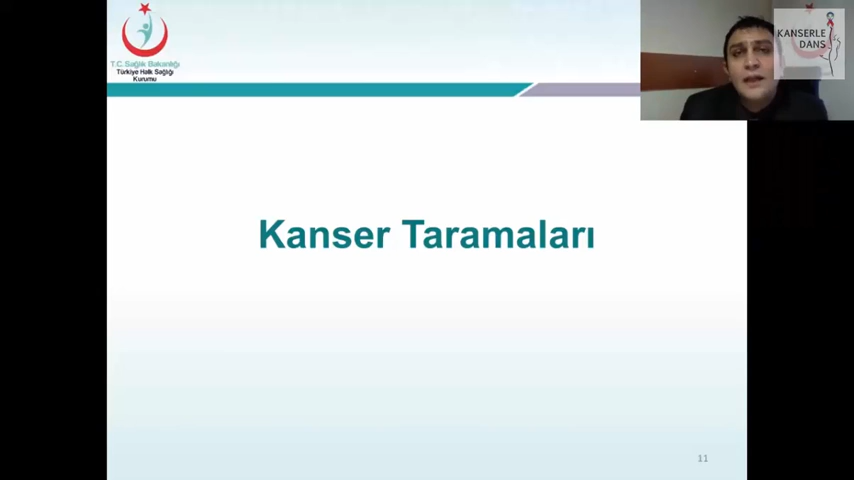 T.C. Sağlık Bakanlığı
Türkiye Halk Sağlığı
Kurumu
KANSERLE
DANS
Kanser Taramaları
11